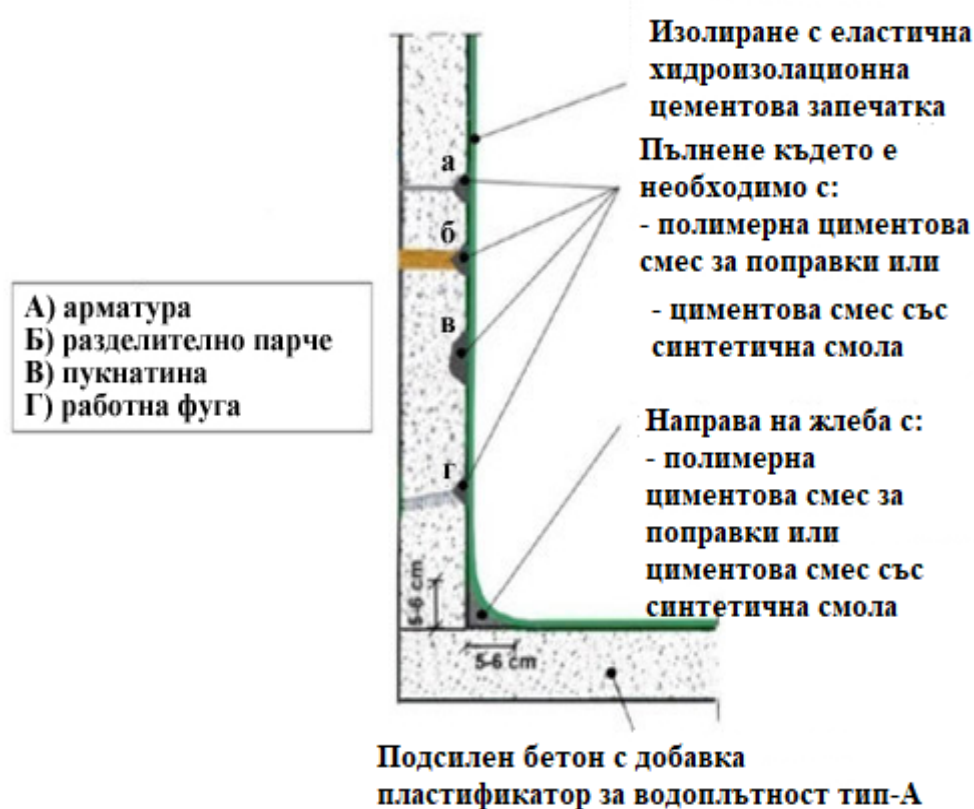 Изолиране с еластична
хидроизолационна
цементова запечатка
Пълнене където е
необходимо с:
- полимерна циментова
смес за поправки или
- циментова смес със
синтетична смола
а
б
в
г
А) арматура
Б) разделително парче
В) пукнатина
Г) работна фуга
Направа на жлеба с:
- полимерна
циментова смес за
поправки или
циментова смес със
синтетична смола
5-6 cm
5-6 cm
Подсилен бетон с добавка
пластификатор за водоплътност тип-А